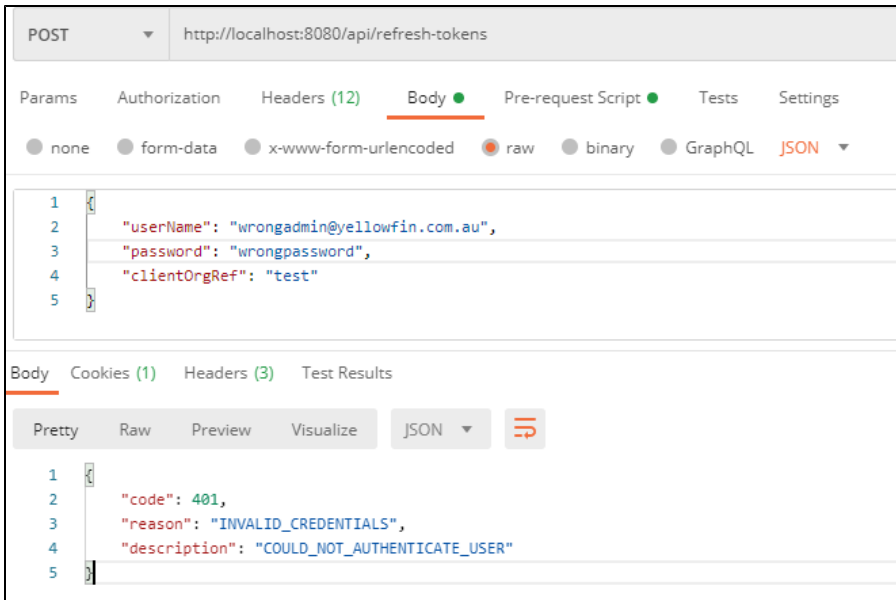 POST http://localhost:8080/api/refresh-tokens
Params Authorization Headers (12) Body Pre-request Script Tests Settings
none form-data x-www-form-urlencoded raw binary GraphQL JSON
1 {
2 "userName": "wrongadmin@yellowfin.com.au",
3 "password": "wrongpassword",
4 "clientOrgRef": "test"
5 }
Body Cookies (1) Headers (3) Test Results
Pretty Raw Preview Visualize JSON
1 {
2 "code": 401,
3 "reason": "INVALID_CREDENTIALS",
4 "description": "COULD_NOT_AUTHENTICATE_USER"
5 }